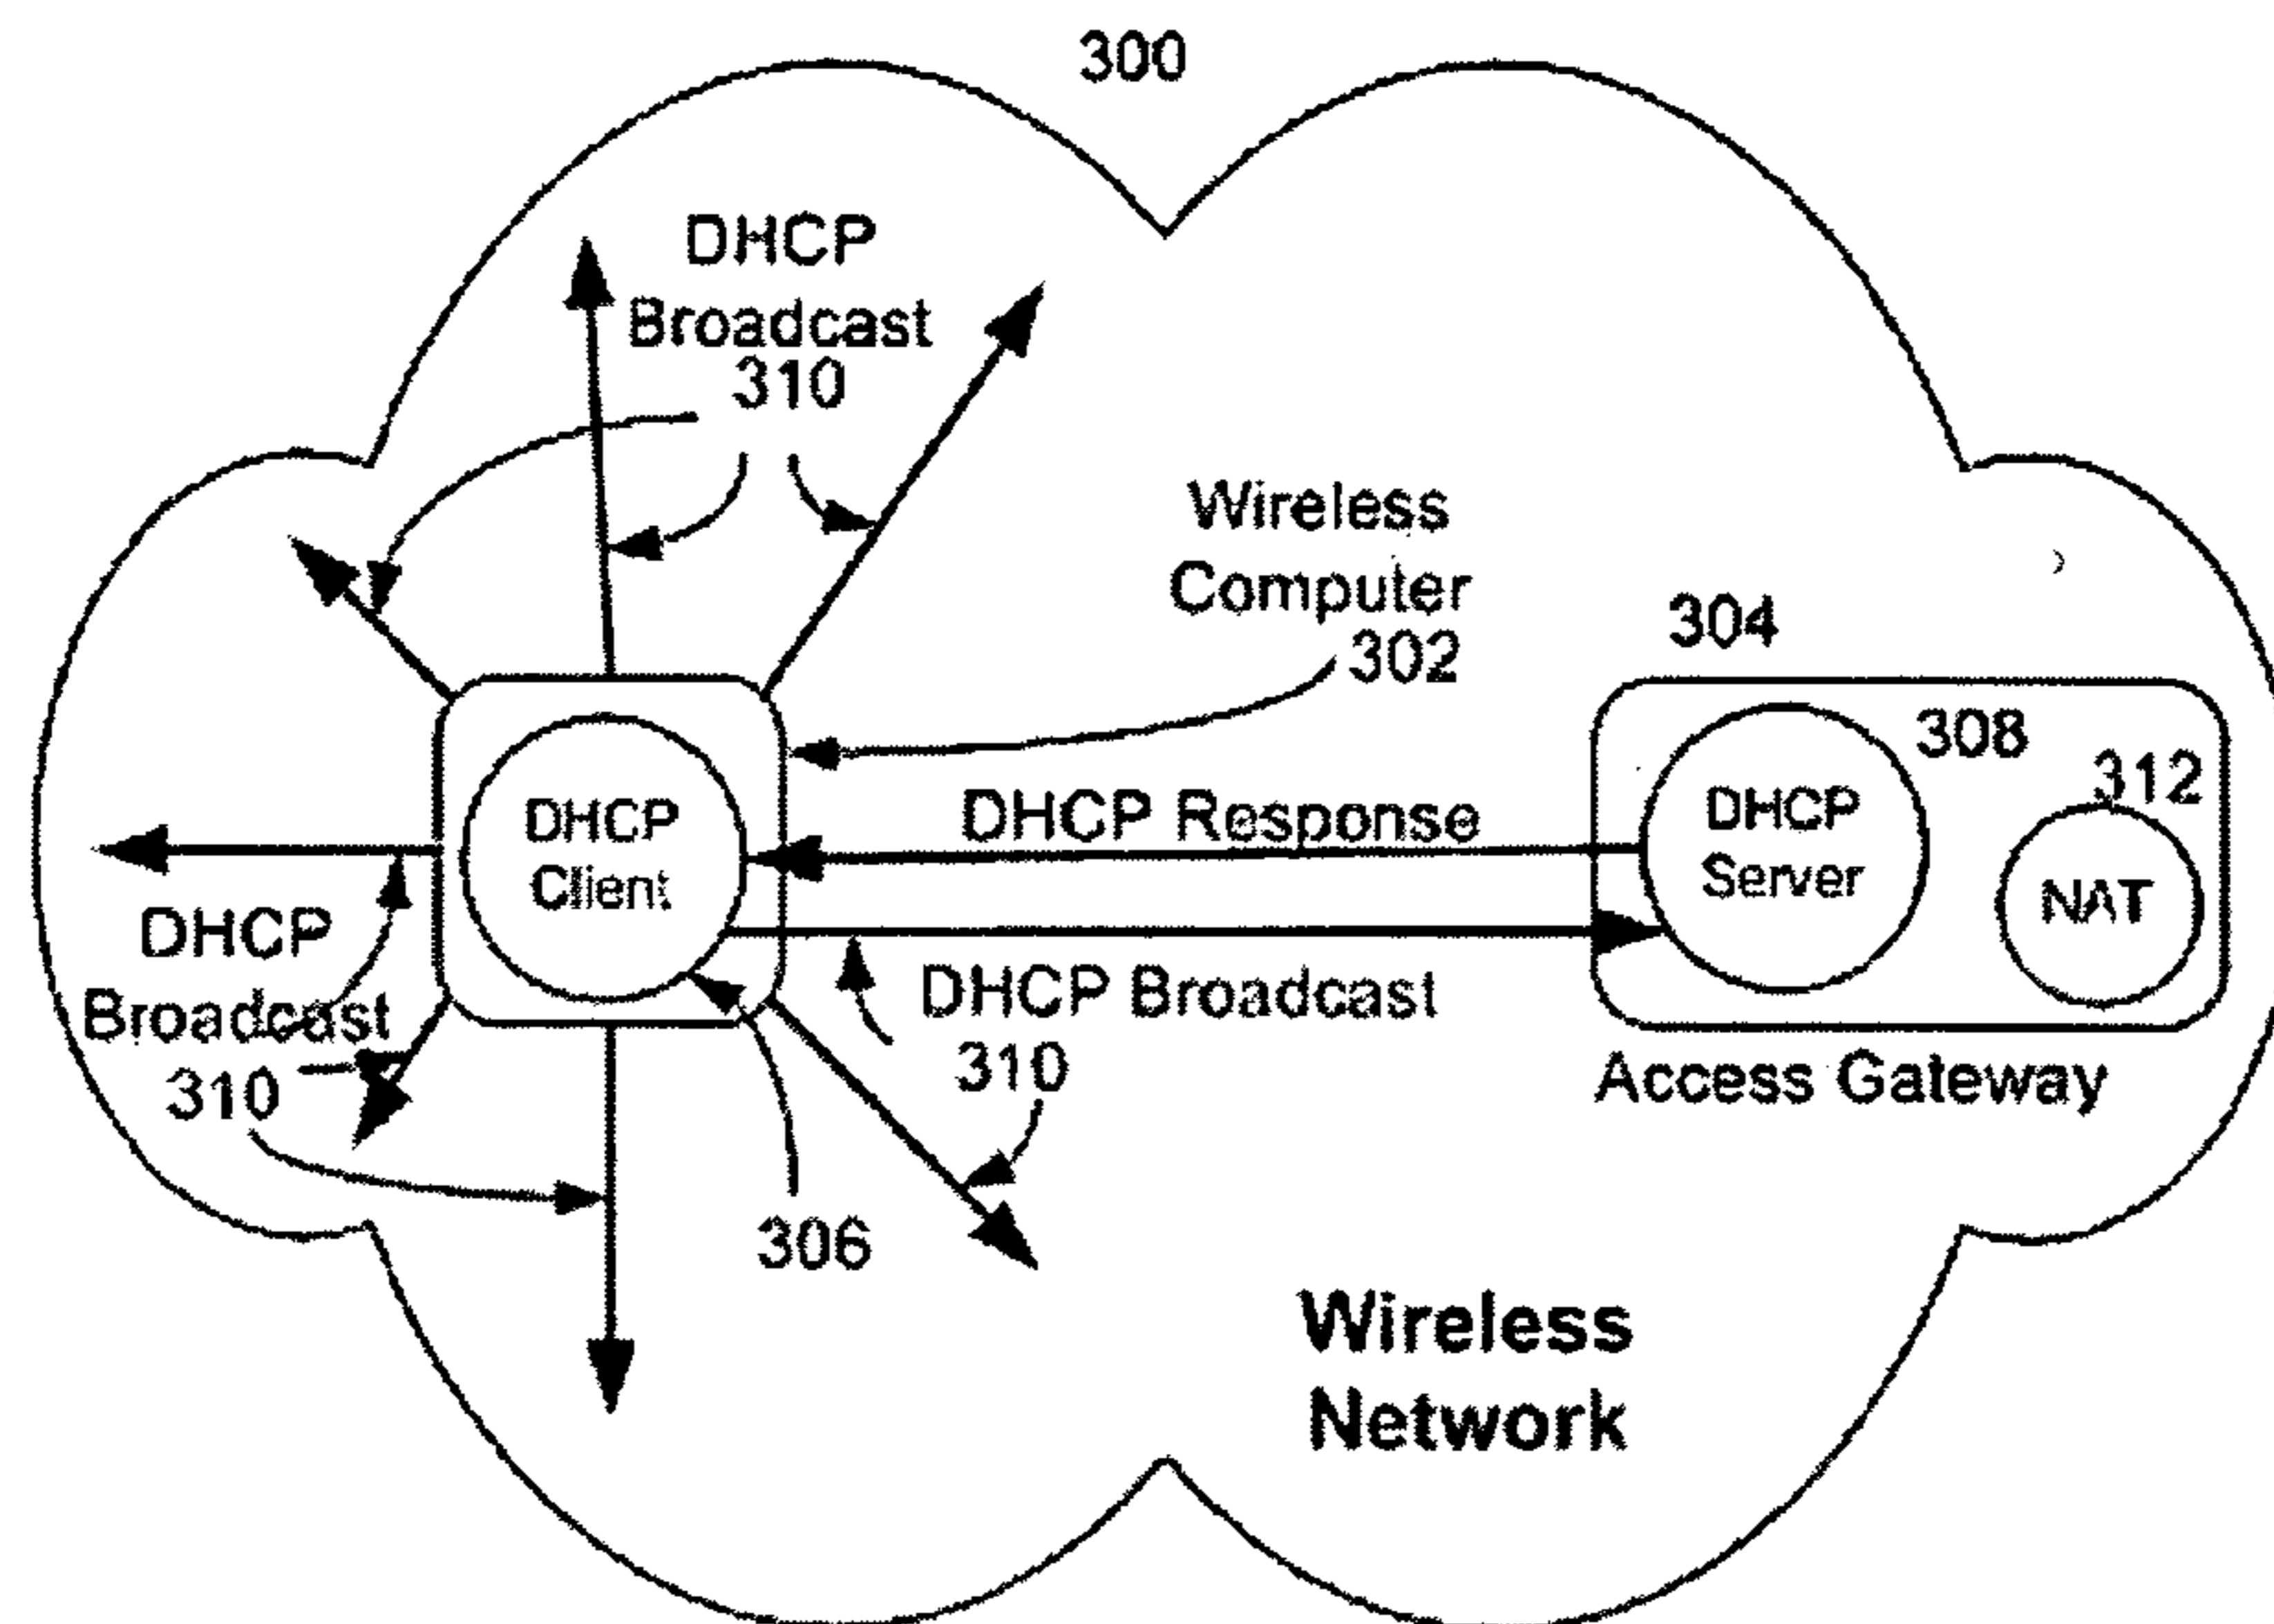 300
DHCP
Broadcast
310
Wireless
Computer
302
304
308
312
DHCP
Server
NAT
DHCP
Client
DHCP Response
DHCP
Broadcast
310
DHCP Broadcast
310
Access Gateway
306
Wireless
Network